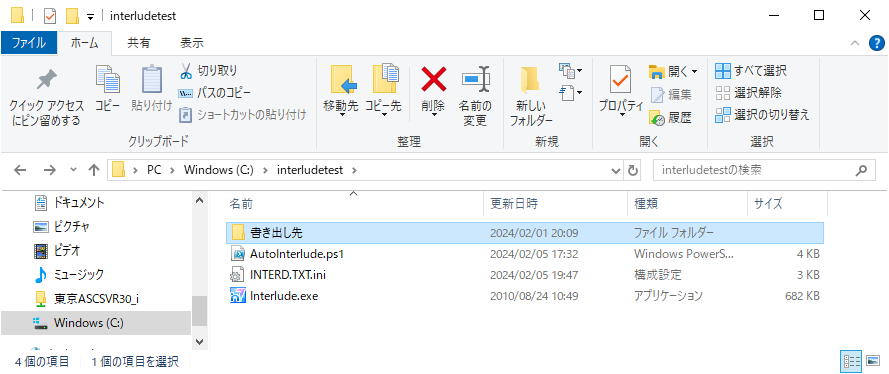 interludetest
ファイル ホーム 共有 表示
クイック アクセス
にピン留めする
コピー
貼り付け
切り取り
パスのコピー
ショートカットの貼り付け
クリップボード
移動先
コピー先
削除
名前の
変更
整理
新しい
フォルダー
新規
プロパティ
開く
編集
履歴
開く
すべて選択
選択解除
選択の切り替え
選択
PC > Windows (C:) > interludetest >
interludetestの検索
ドキュメント
ピクチャ
ビデオ
ミュージック
東京ASCSVR30_i
Windows (C:)
名前 更新日時 種類 サイズ
書き出し先 2024/02/01 20:09 ファイル フォルダー
AutoInterlude.ps1 2024/02/05 17:32 Windows PowerS... 4 KB
INTERD.TXT.ini 2024/02/05 19:47 構成設定 3 KB
Interlude.exe 2010/08/24 10:49 アプリケーション 682 KB
4 個の項目 1 個の項目を選択